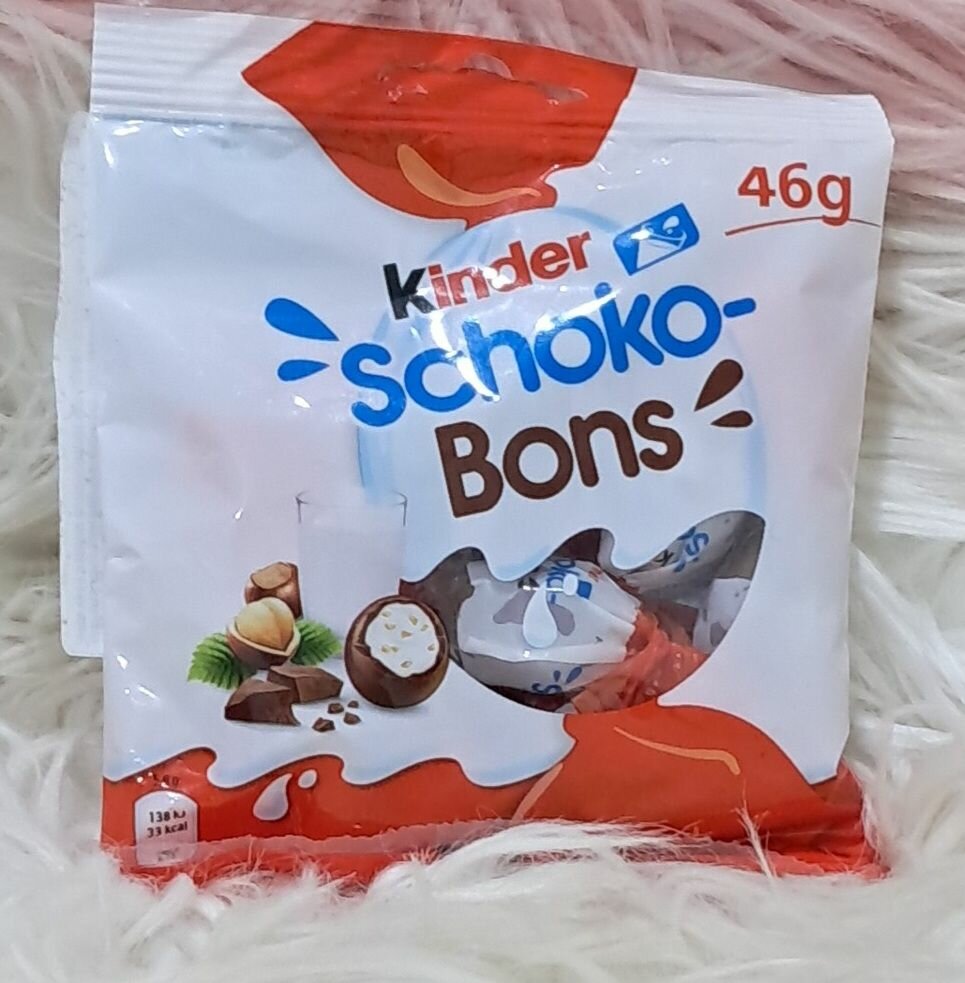 46g
kinder
Schoko-
Bons
138 kJ
33 kcal